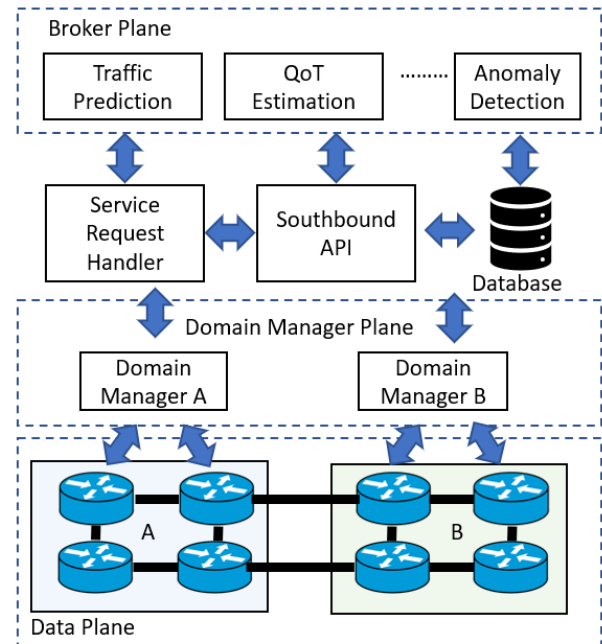 Broker Plane
Traffic
Prediction
QoT
Estimation
.........
Anomaly
Detection
Service
Request
Handler
Southbound
API
Database
Domain Manager Plane
Domain
Manager A
Domain
Manager B
A
B
Data Plane